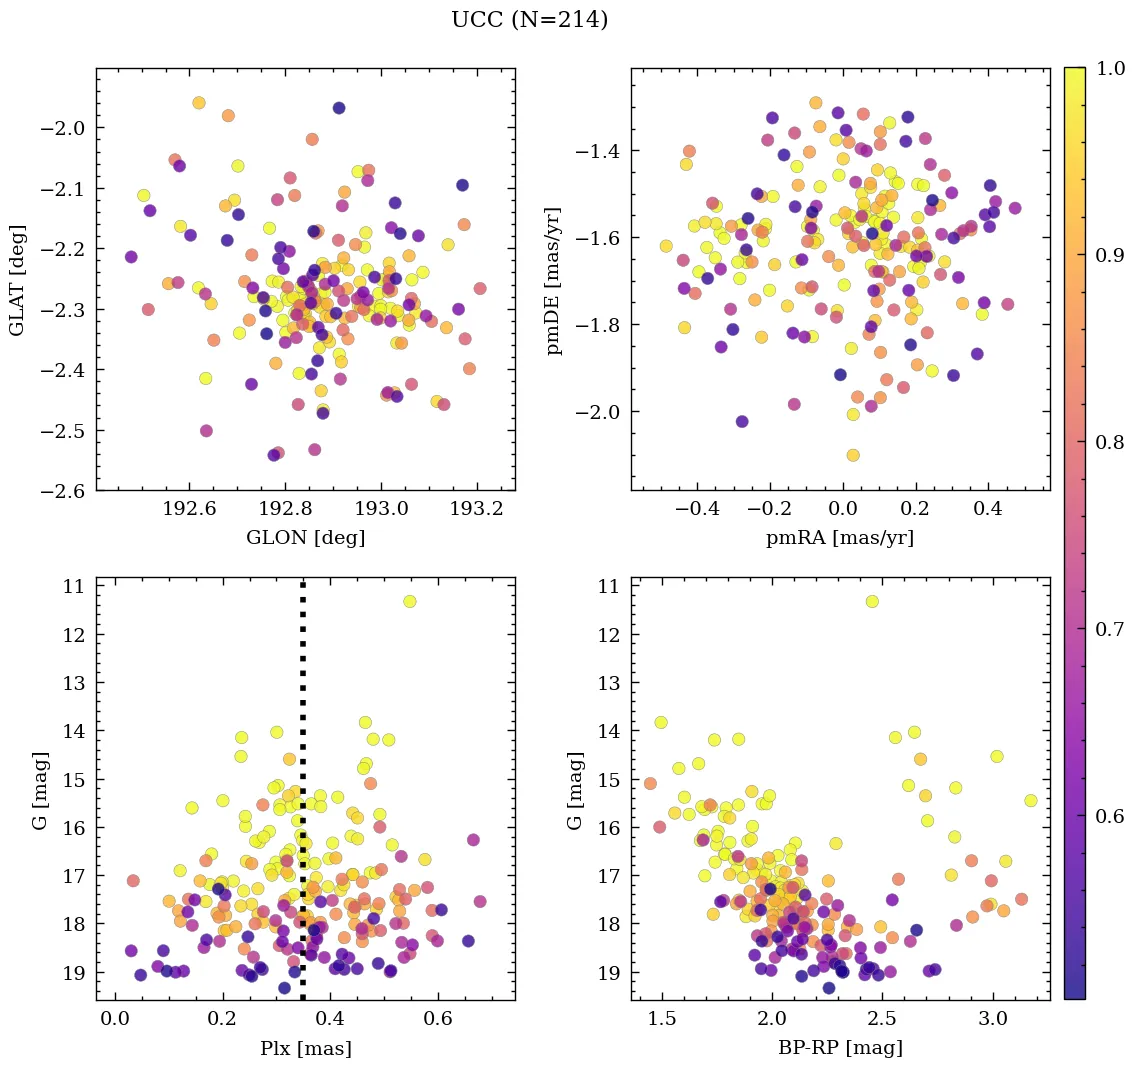 UCC (N=214)
−2.0
−2.1
−2.2
−2.3
−2.4
−2.5
−2.6
GLAT [deg]
192.6 192.8 193.0 193.2
GLON [deg]
−1.4
−1.6
−1.8
−2.0
pmDE [mas/yr]
−0.4 −0.2 0.0 0.2 0.4
pmRA [mas/yr]
11
12
13
14
15
16
17
18
19
G [mag]
0.0 0.2 0.4 0.6
Plx [mas]
11
12
13
14
15
16
17
18
19
G [mag]
1.5 2.0 2.5 3.0
BP-RP [mag]
1.0
0.9
0.8
0.7
0.6